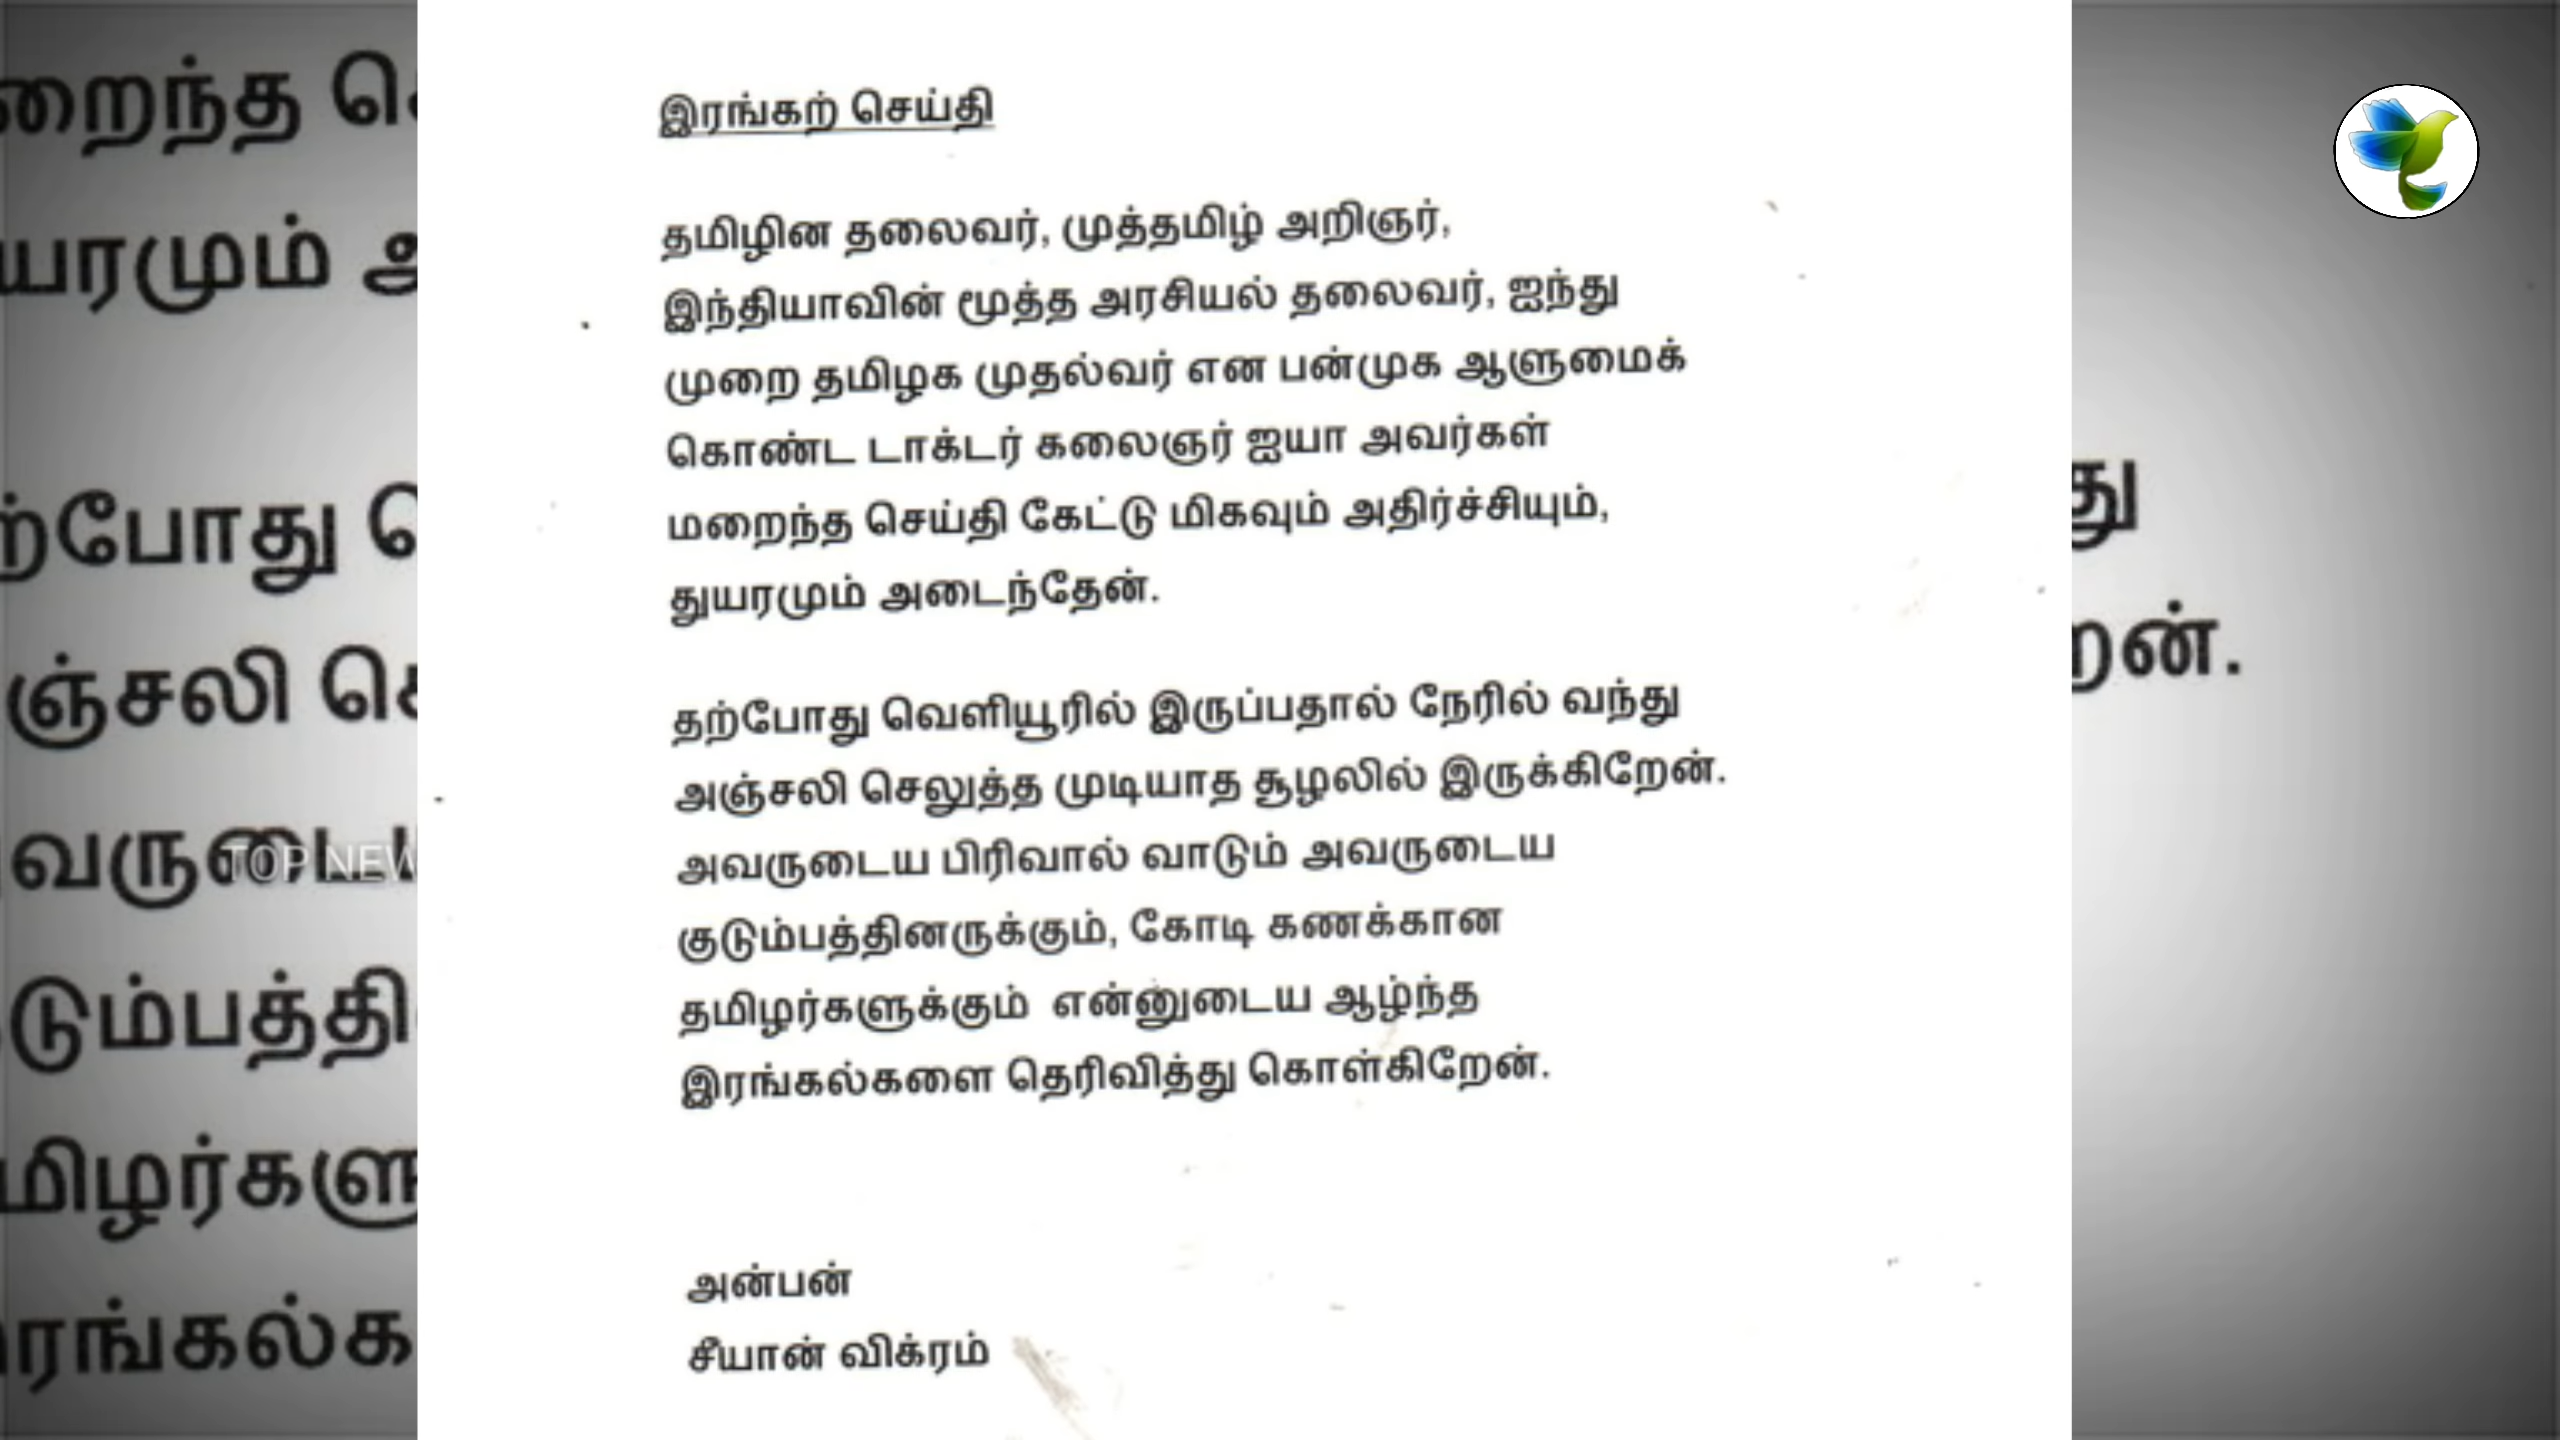 இரங்கற் செய்தி
தமிழின தலைவர், முத்தமிழ் அறிஞர்,
இந்தியாவின் மூத்த அரசியல் தலைவர், ஐந்து
முறை தமிழக முதல்வர் என பன்முக ஆளுமைக்
கொண்ட டாக்டர் கலைஞர் ஐயா அவர்கள்
மறைந்த செய்தி கேட்டு மிகவும் அதிர்ச்சியும்,
துயரமும் அடைந்தேன்.
தற்போது வெளியூரில் இருப்பதால் நேரில் வந்து
அஞ்சலி செலுத்த முடியாத சூழலில் இருக்கிறேன்.
அவருடைய பிரிவால் வாடும் அவருடைய
குடும்பத்தினருக்கும், கோடி கணக்கான
தமிழர்களுக்கும் என்னுடைய ஆழ்ந்த
இரங்கல்களை தெரிவித்து கொள்கிறேன்.
அன்பன்
சீயான் விக்ரம்
TOP NEW